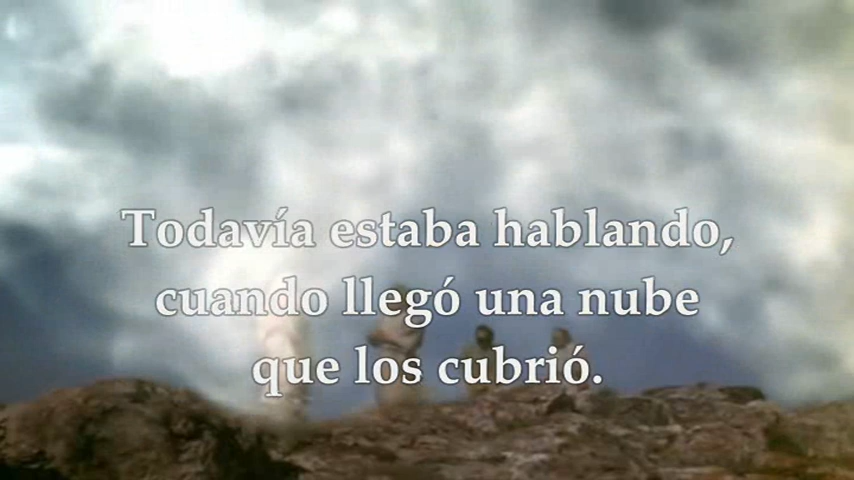 Todavía estaba hablando,
cuando llegó una nube
que los cubrió.